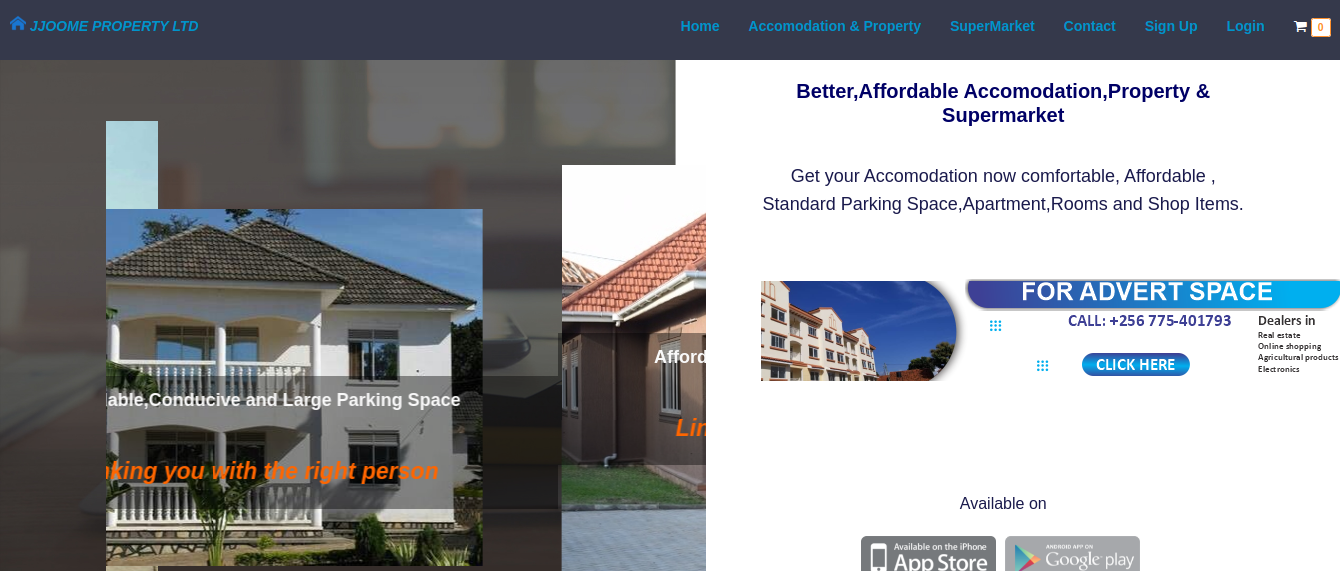 JJOOME PROPERTY LTD
Home
Accomodation & Property
SuperMarket
Contact
Sign Up
Login
0
Better,Affordable Accomodation,Property &
Supermarket
Get your Accomodation now comfortable, Affordable ,
Standard Parking Space,Apartment,Rooms and Shop Items.
able,Conducive and Large Parking Space
king you with the right person
Afford
Lin
FOR ADVERT SPACE
CALL: +256 775-401793
CLICK HERE
Dealers in
Real estate
Online shopping
Agricultural products
Electronics
Available on
Available on the iPhone
App Store
ANDROID APP ON
Google play